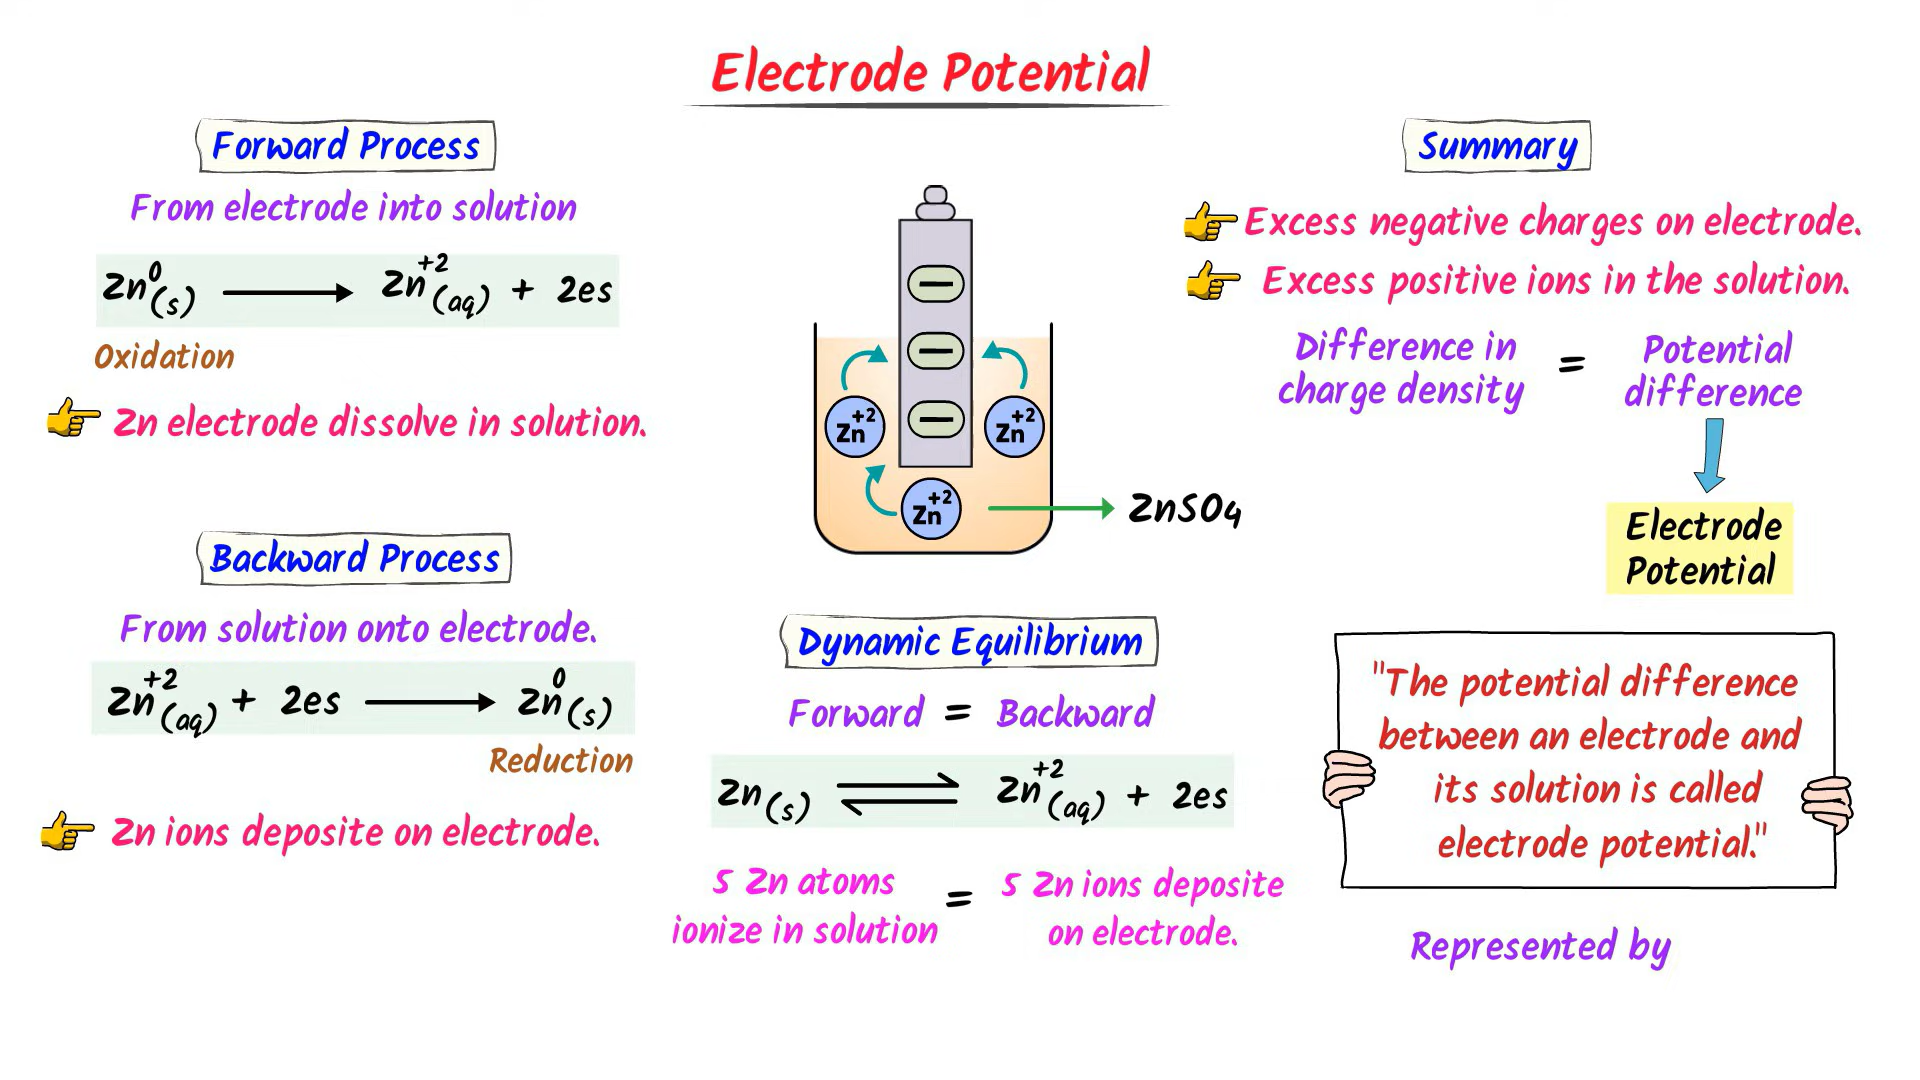 Electrode Potential
Forward Process
From electrode into solution
Zn⁰(s) → Zn⁺²(aq) + 2es
Oxidation
Zn electrode dissolve in solution.
Backward Process
From solution onto electrode.
Zn⁺²(aq) + 2es → Zn⁰(s)
Reduction
Zn ions deposite on electrode.
Zn⁺²
Zn⁺²
Zn⁺²
ZnSO₄
Dynamic Equilibrium
Forward = Backward
Zn(s) ⇌ Zn⁺²(aq) + 2es
5 Zn atoms
ionize in solution
=
5 Zn ions deposite
on electrode.
Summary
Excess negative charges on electrode.
Excess positive ions in the solution.
Difference in
charge density
=
Potential
difference
Electrode
Potential
"The potential difference
between an electrode and
its solution is called
electrode potential."
Represented by